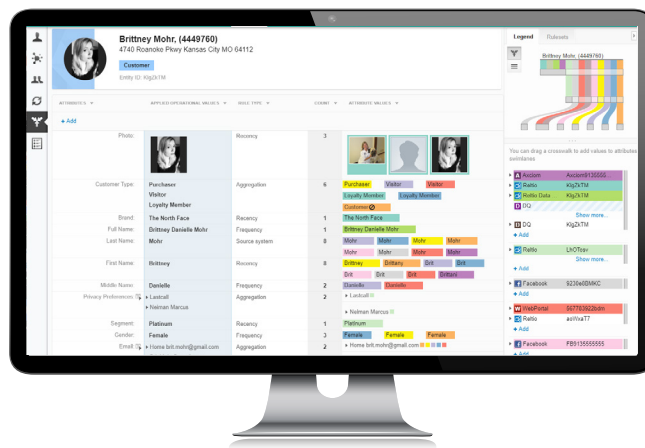 Brittney Mohr, (4449760)
4740 Roanoke Pkwy Kansas City MO 64112
Customer
Entity ID: KlgZkTM
ATTRIBUTES
APPLIED OPERATIONAL VALUES
RULE TYPE
COUNT
ATTRIBUTE VALUES
+ Add
Photo: Recency 3
Customer Type: Purchaser Aggregation 6 Purchaser Visitor Visitor
Visitor Loyalty Member Loyalty Member
Loyalty Member Customer
Brand: The North Face Recency 1 The North Face
Full Name: Brittney Danielle Mohr Frequency 1 Brittney Danielle Mohr
Last Name: Mohr Source system 8 Mohr Mohr Mohr Mohr
Mohr Mohr Mohr Mohr
First Name: Brittney Recency 8 Brittney Brittany Brit Brit
Brit Brit Brit Brittani
Middle Name: Danielle Frequency 2 Danielle Danielle
Privacy Preferences: Lastcall Aggregation 2 Lastcall
Neiman Marcus Neiman Marcus
Segment: Platinum Recency 1 Platinum
Gender: Female Frequency 3 Female Female Female
Email Home brit.mohr@gmail.com Aggregation 2 Home brit.mohr@gmail.com
Legend Rulesets
Brittney Mohr, (4449760)
You can drag a crosswalk to add values to attributes
swimlanes
Acxiom Acxiom9135555...
Reltio KlgZkTM
Reltio Data KlgZkTM
DQ
Show more...
DQ KlgZkTM
+ Add
Reltio LhOTosv
Show more...
+ Add
Facebook 9230e0BMKC
+ Add
WebPortal
Reltio aoWxaT7
+ Add
Facebook FB9135555555
+ Add